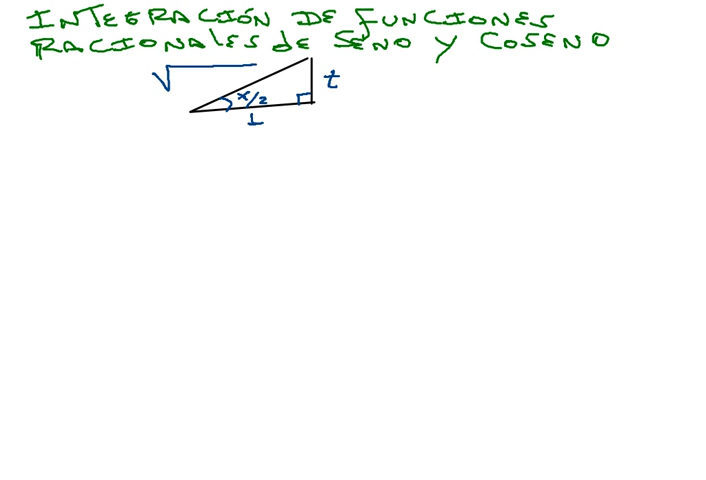 INTEGRACIÓN DE FUNCIONES
RACIONALES de SENO y COSENO
√
t
x/2
1